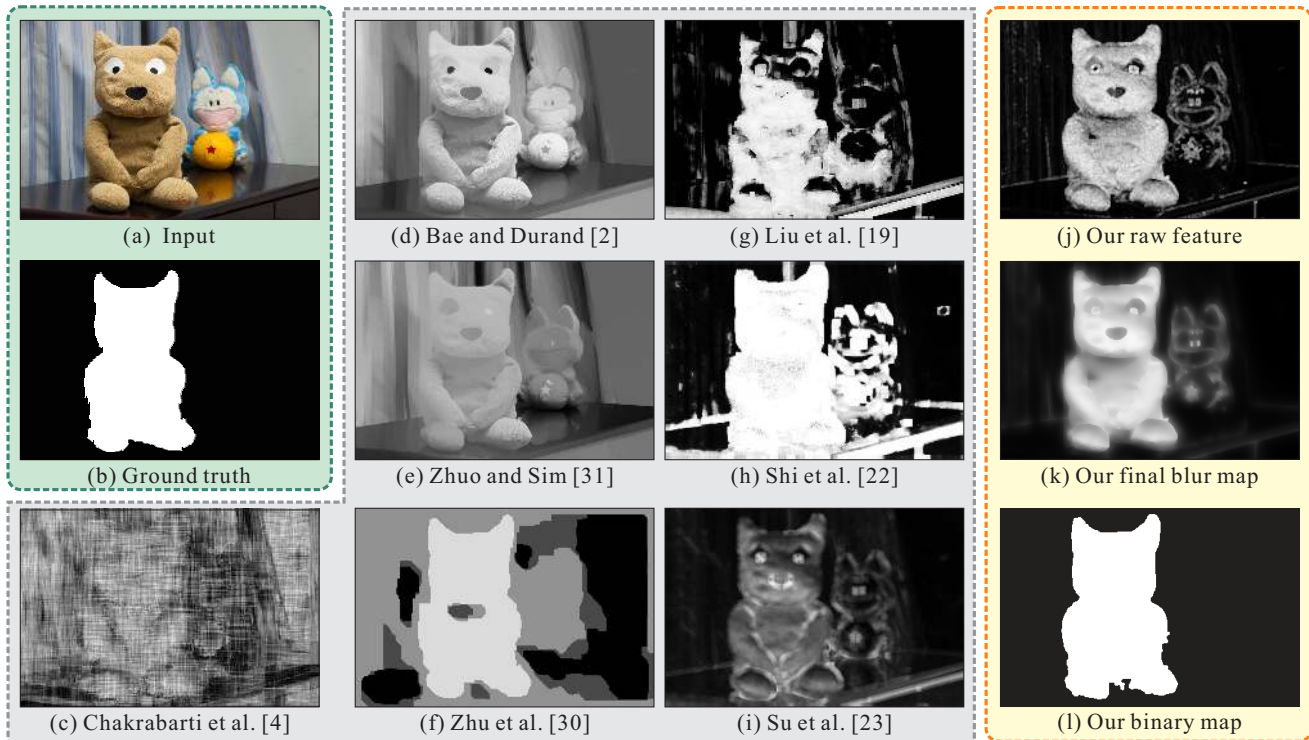 (a) Input
(d) Bae and Durand [2]
(g) Liu et al. [19]
(j) Our raw feature
(b) Ground truth
(e) Zhuo and Sim [31]
(h) Shi et al. [22]
(k) Our final blur map
(c) Chakrabarti et al. [4]
(f) Zhu et al. [30]
(i) Su et al. [23]
(l) Our binary map